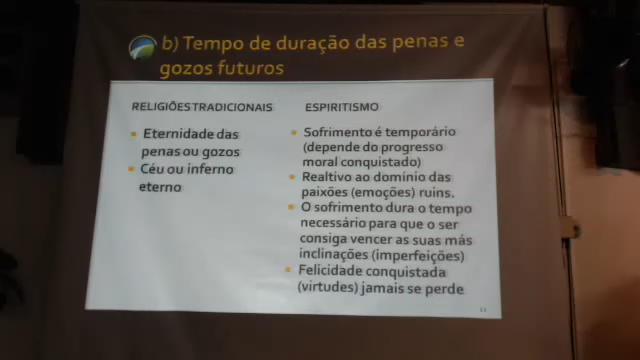 b) Tempo de duração das penas e
gozos futuros
RELIGIÕES TRADICIONAIS
Eternidade das
penas ou gozos
Céu ou inferno
eterno
ESPIRITISMO
Sofrimento é temporário
(depende do progresso
moral conquistado)
Realtivo ao domínio das
paixões (emoções) ruins.
O sofrimento dura o tempo
necessário para que o ser
consiga vencer as suas más
inclinações (imperfeições)
Felicidade conquistada
(virtudes) jamais se perde